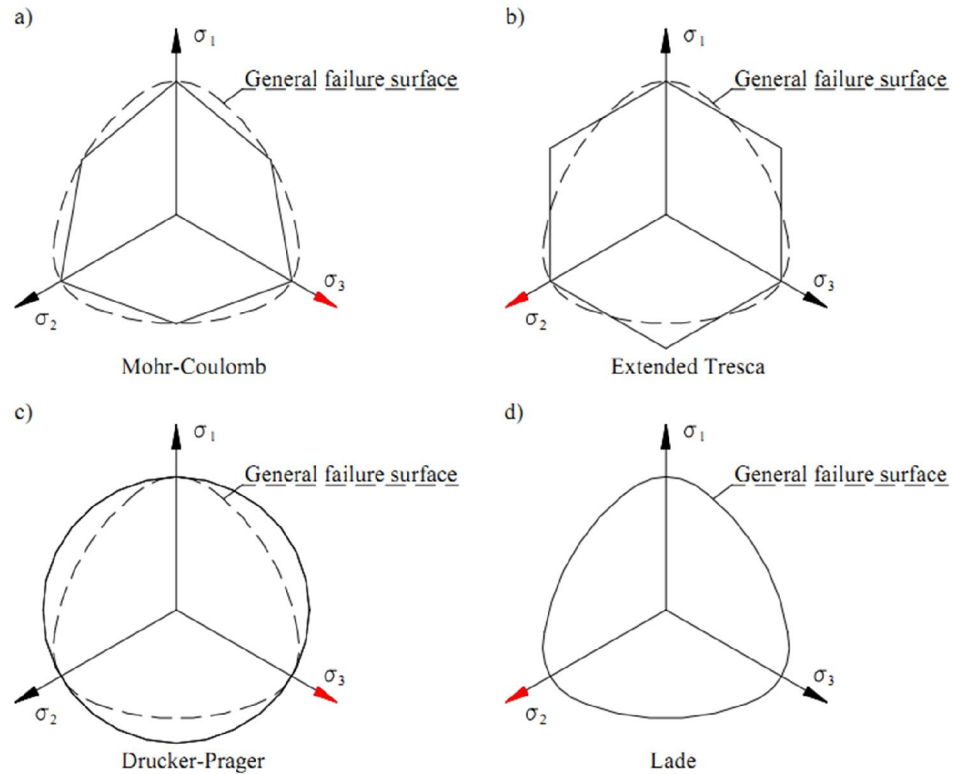 a)
σ1
General failure surface
σ2
σ3
Mohr-Coulomb
b)
σ1
General failure surface
σ2
σ3
Extended Tresca
c)
σ1
General failure surface
σ2
σ3
Drucker-Prager
d)
σ1
General failure surface
σ2
σ3
Lade